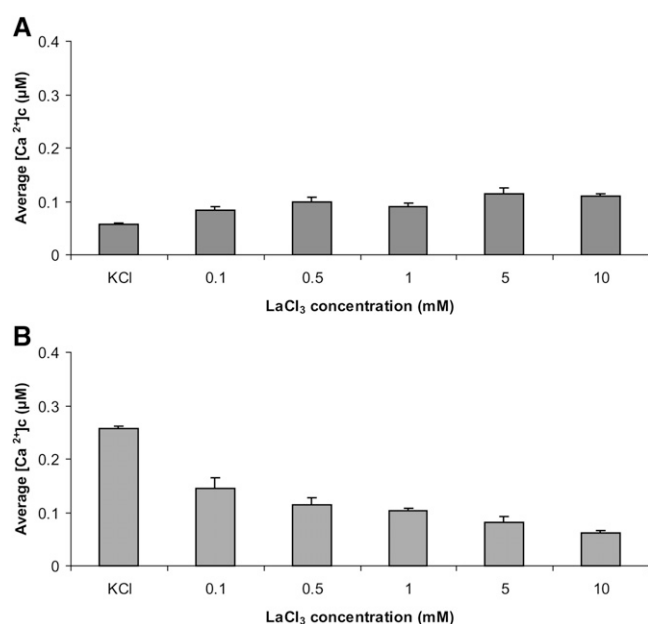 A
Average [Ca ²⁺]c (µM)
0.4
0.3
0.2
0.1
0
KCl 0.1 0.5 1 5 10
LaCl₃ concentration (mM)
B
Average [Ca ²⁺]c (µM)
0.4
0.3
0.2
0.1
0
KCl 0.1 0.5 1 5 10
LaCl₃ concentration (mM)